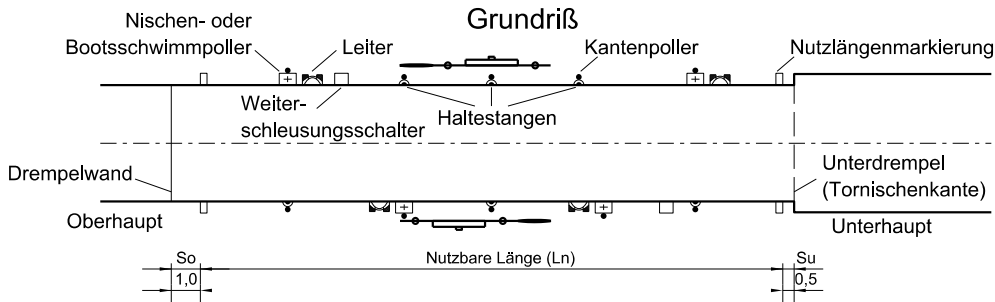 Grundriß
Nischen- oder
Bootsschwimmpoller
Leiter
Kantenpoller
Nutzlängenmarkierung
Weiter-
schleusungsschalter
Haltestangen
Drempelwand
Unterdrempel
(Tornischenkante)
Oberhaupt
Unterhaupt
So
Nutzbare Länge (Ln)
Su
1,0
0,5